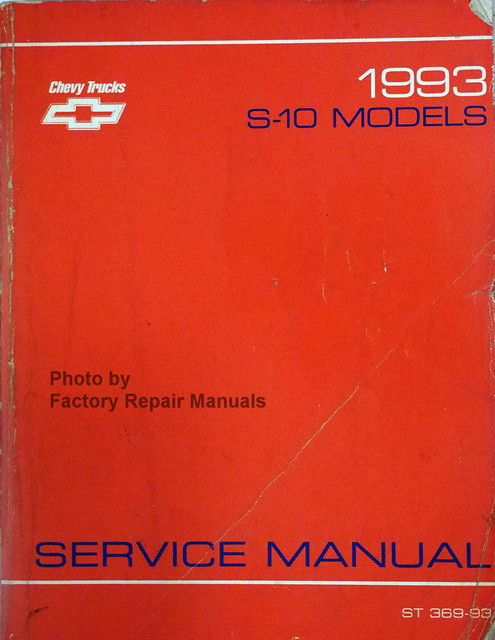 Chevy Trucks
1993
S-10 MODELS
Photo by
Factory Repair Manuals
SERVICE MANUAL
ST 369-93